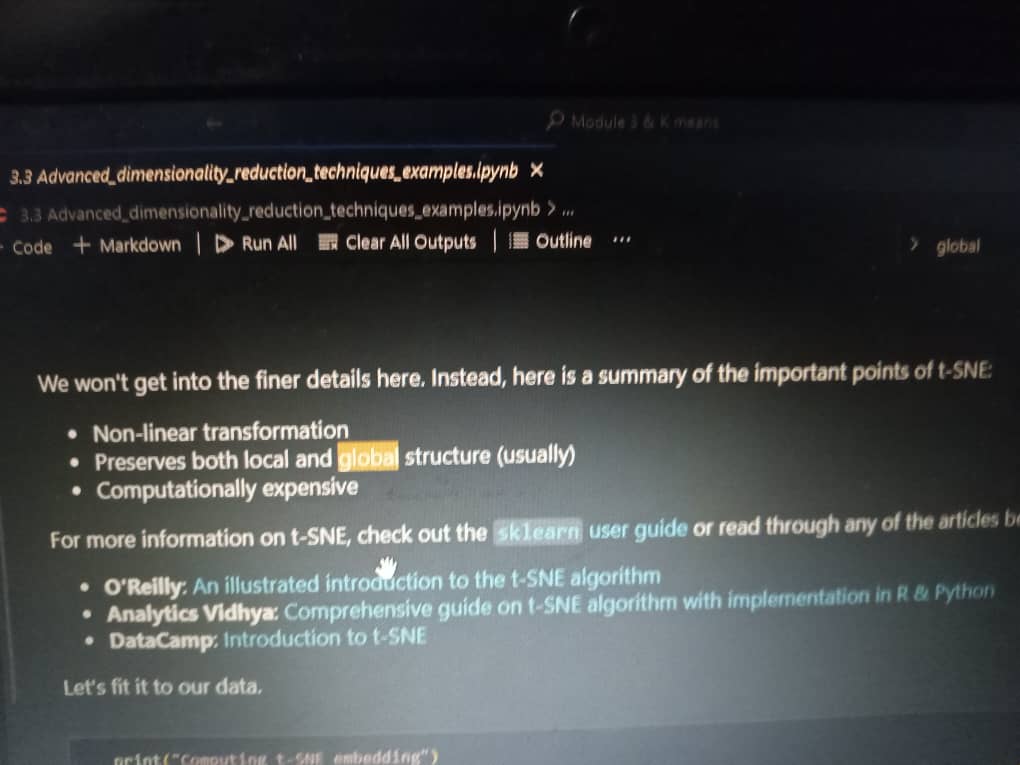 Module 3 & K means
3.3 Advanced_dimensionality_reduction_techniques_examples.ipynb ×
3.3 Advanced_dimensionality_reduction_techniques_examples.ipynb > ...
Code + Markdown | Run All Clear All Outputs | Outline ...
> global
We won't get into the finer details here. Instead, here is a summary of the important points of t-SNE:
• Non-linear transformation
• Preserves both local and global structure (usually)
• Computationally expensive
For more information on t-SNE, check out the sklearn user guide or read through any of the articles
• O'Reilly: An illustrated introduction to the t-SNE algorithm
• Analytics Vidhya: Comprehensive guide on t-SNE algorithm with implementation in R & Python
• DataCamp: Introduction to t-SNE
Let's fit it to our data.
print("Computing t-SNE embedding")